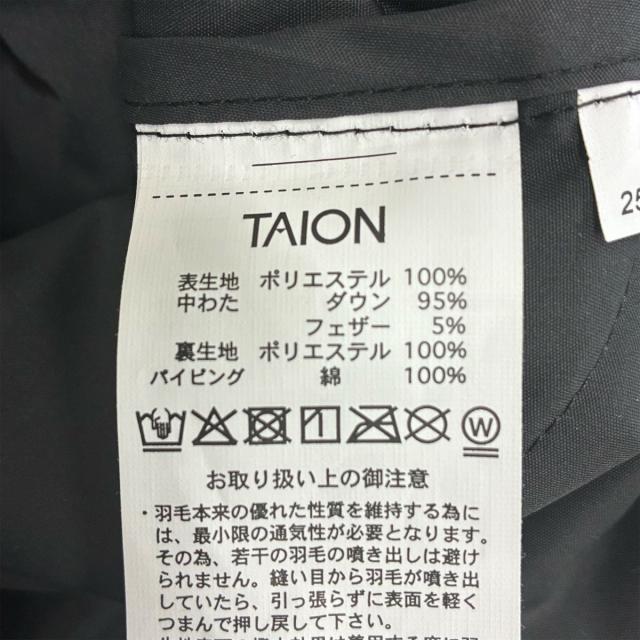 TAION
表生地 ポリエステル 100%
中わた ダウン 95%
フェザー 5%
裏生地 ポリエステル 100%
パイピング 綿 100%
W
お取り扱い上の御注意
・羽毛本来の優れた性質を維持する為に
は、最小限の通気性が必要となります。
その為、若干の羽毛の噴き出しは避け
られません。縫い目から羽毛が噴き出
していたら、引っ張らずに表面を軽く
つまんで押し戻して下さい。
25